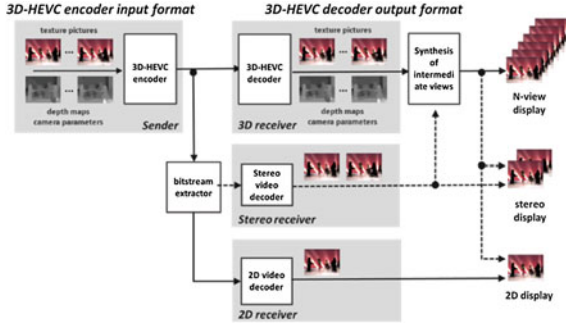 3D-HEVC encoder input format
3D-HEVC decoder output format
texture pictures
...
3D-HEVC
encoder
...
depth maps
camera parameters
Sender
texture pictures
...
3D-HEVC
decoder
...
depth maps
camera parameters
3D receiver
Synthesis
of
intermedi
ate views
N-view
display
bitstream
extractor
Stereo
video
decoder
Stereo receiver
stereo
display
2D video
decoder
2D receiver
2D display